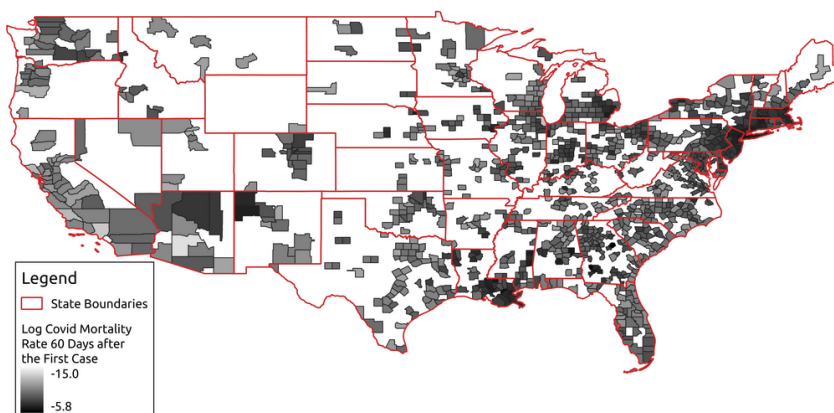 Legend
State Boundaries
Log Covid Mortality
Rate 60 Days after
the First Case
-15.0
-5.8